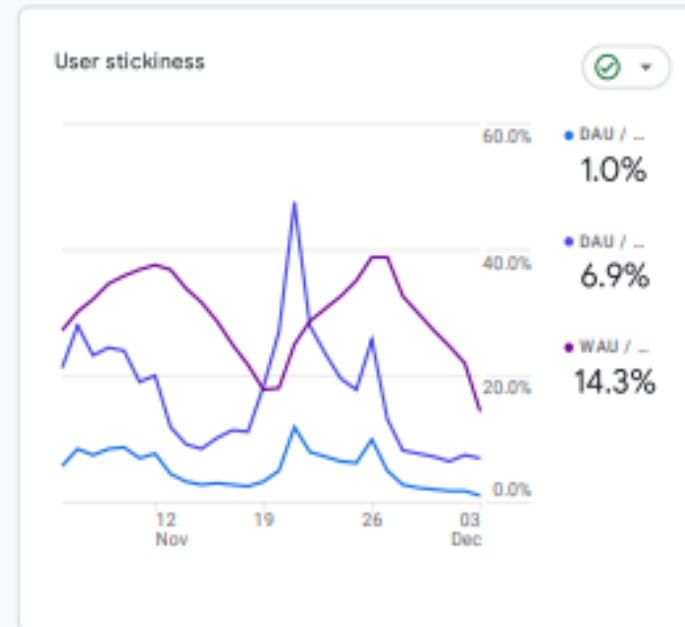 User stickiness
60.0%
40.0%
20.0%
0.0%
12
Nov
19
26
03
Dec
DAU / ...
1.0%
DAU / ...
6.9%
WAU / ...
14.3%